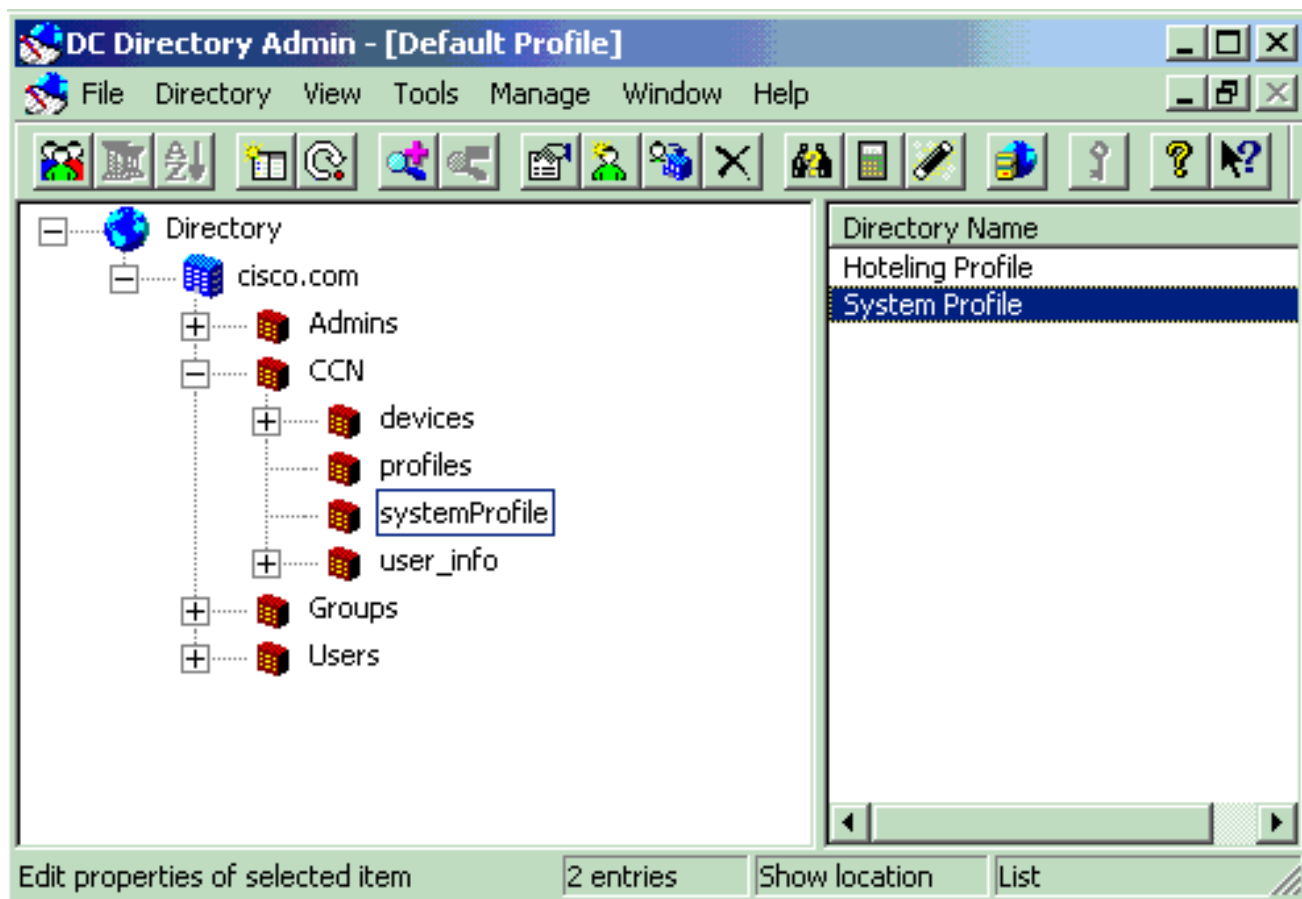 DC Directory Admin - [Default Profile]
File Directory View Tools Manage Window Help
Directory
cisco.com
Admins
CCN
devices
profiles
systemProfile
user_info
Groups
Users
Directory Name
Hoteling Profile
System Profile
Edit properties of selected item 2 entries Show location List